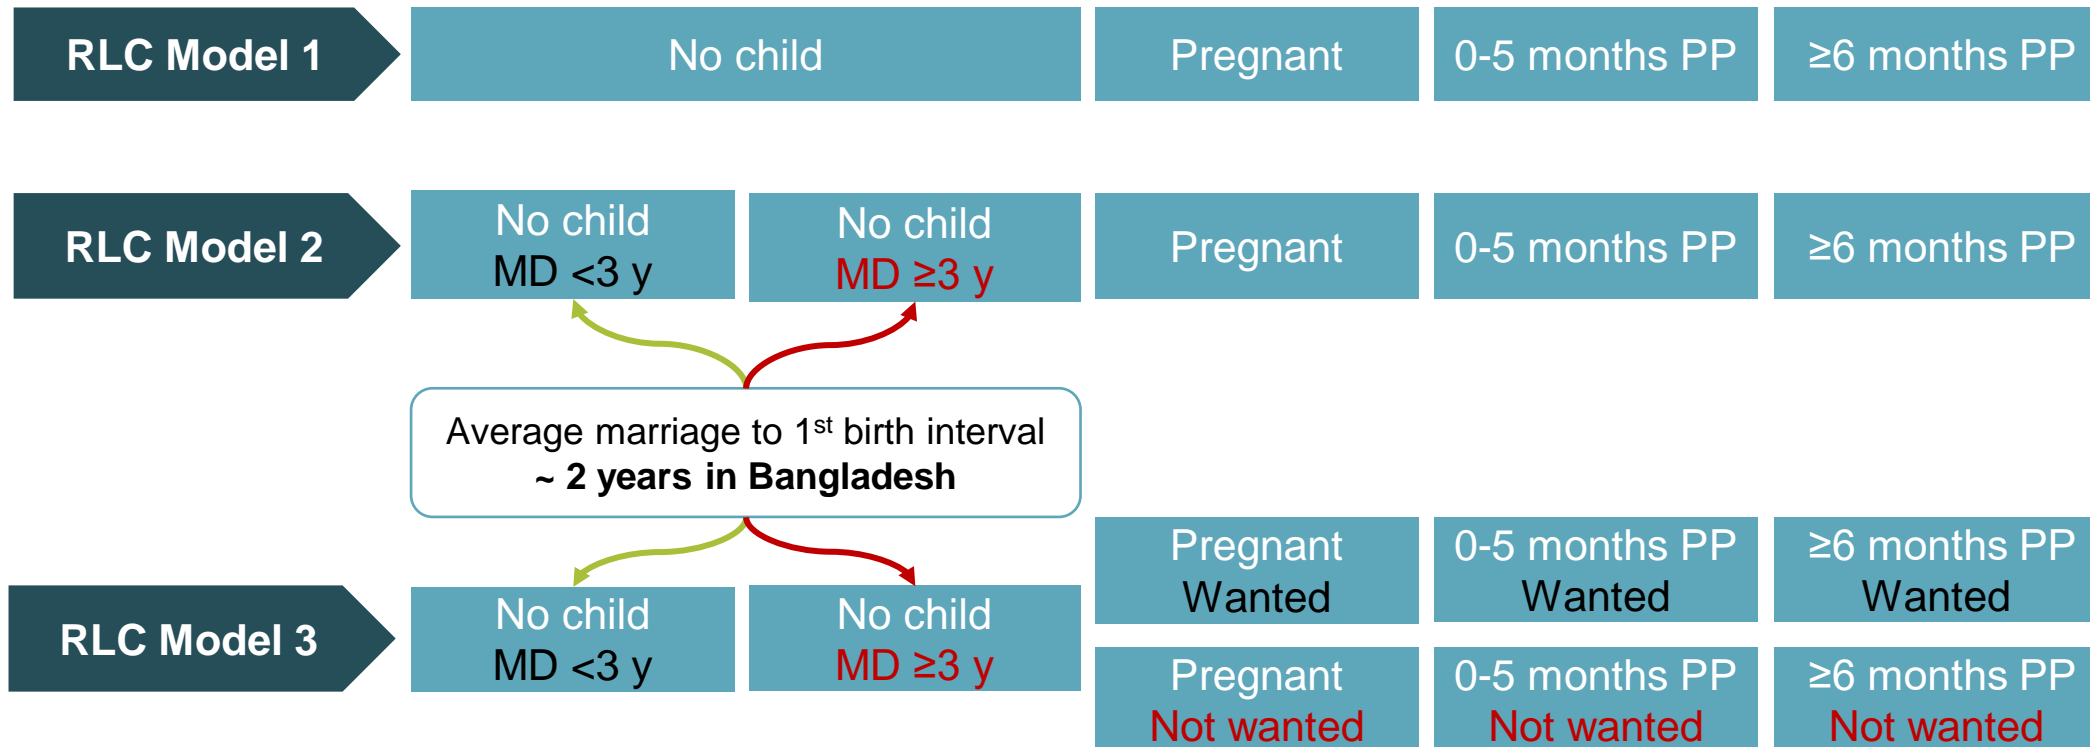 RLC Model 1
No child
Pregnant
0-5 months PP
≥6 months PP
RLC Model 2
No child
MD <3 y
No child
MD ≥3 y
Pregnant
0-5 months PP
≥6 months PP
Average marriage to 1st birth interval
~ 2 years in Bangladesh
RLC Model 3
No child
MD <3 y
No child
MD ≥3 y
Pregnant
Wanted
0-5 months PP
Wanted
≥6 months PP
Wanted
Pregnant
Not wanted
0-5 months PP
Not wanted
≥6 months PP
Not wanted